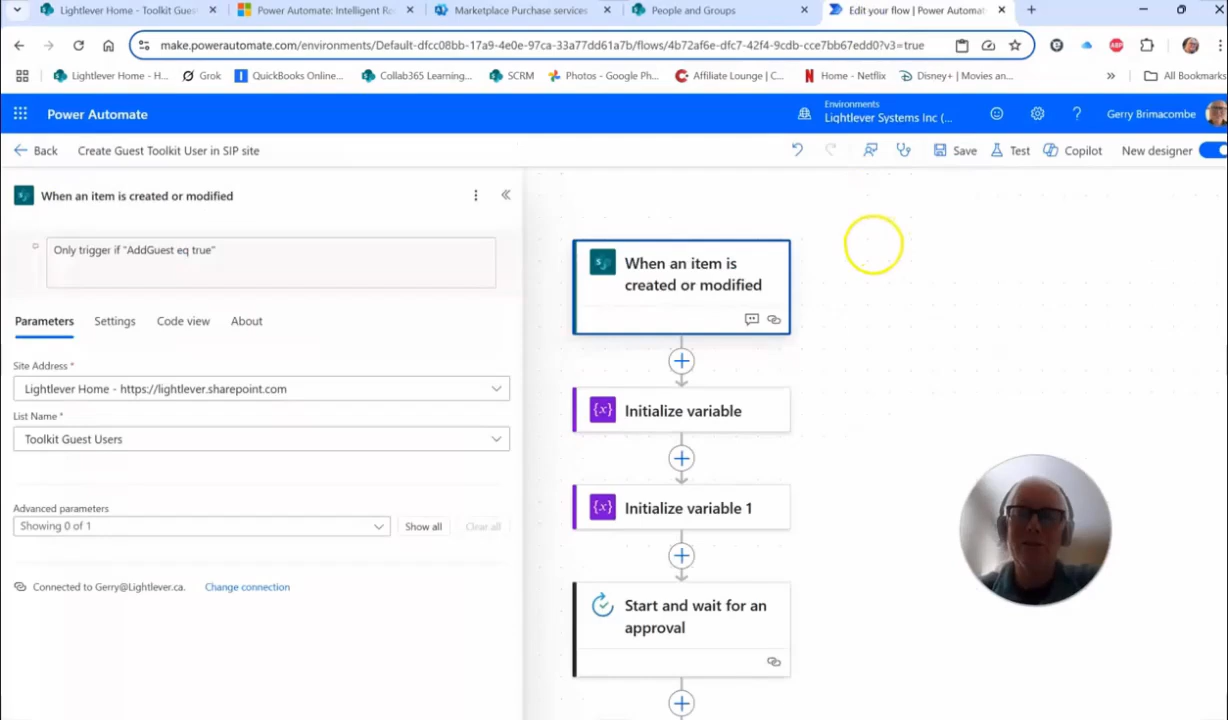 Lightlever Home - Toolkit Gues
Power Automate: Intelligent Ro
Marketplace Purchase services
People and Groups
Edit your flow | Power Automat
make.powerautomate.com/environments/Default-dfcc08bb-17a9-4e0e-97ca-33a77dd61a7b/flows/4b72af6e-dfc7-42f4-9cdb-cce7bb67edd0?v3=true
Lightlever Home - H...
Grok
QuickBooks Online...
Collab365 Learning...
SCRM
Photos - Google Ph...
Affiliate Lounge | C...
Home - Netflix
Disney+ | Movies an...
»
All Bookmarks
Power Automate
Environments
Lightlever Systems Inc (...
Gerry Brimacombe
Back
Create Guest Toolkit User in SIP site
Save
Test
Copilot
New designer
When an item is created or modified
Only trigger if "AddGuest eq true"
Parameters
Settings
Code view
About
Site Address *
Lightlever Home - https://lightlever.sharepoint.com
List Name *
Toolkit Guest Users
Advanced parameters
Showing 0 of 1
Show all
Clear all
Connected to Gerry@Lightlever.ca.
Change connection
When an item is
created or modified
Initialize variable
Initialize variable 1
Start and wait for an
approval